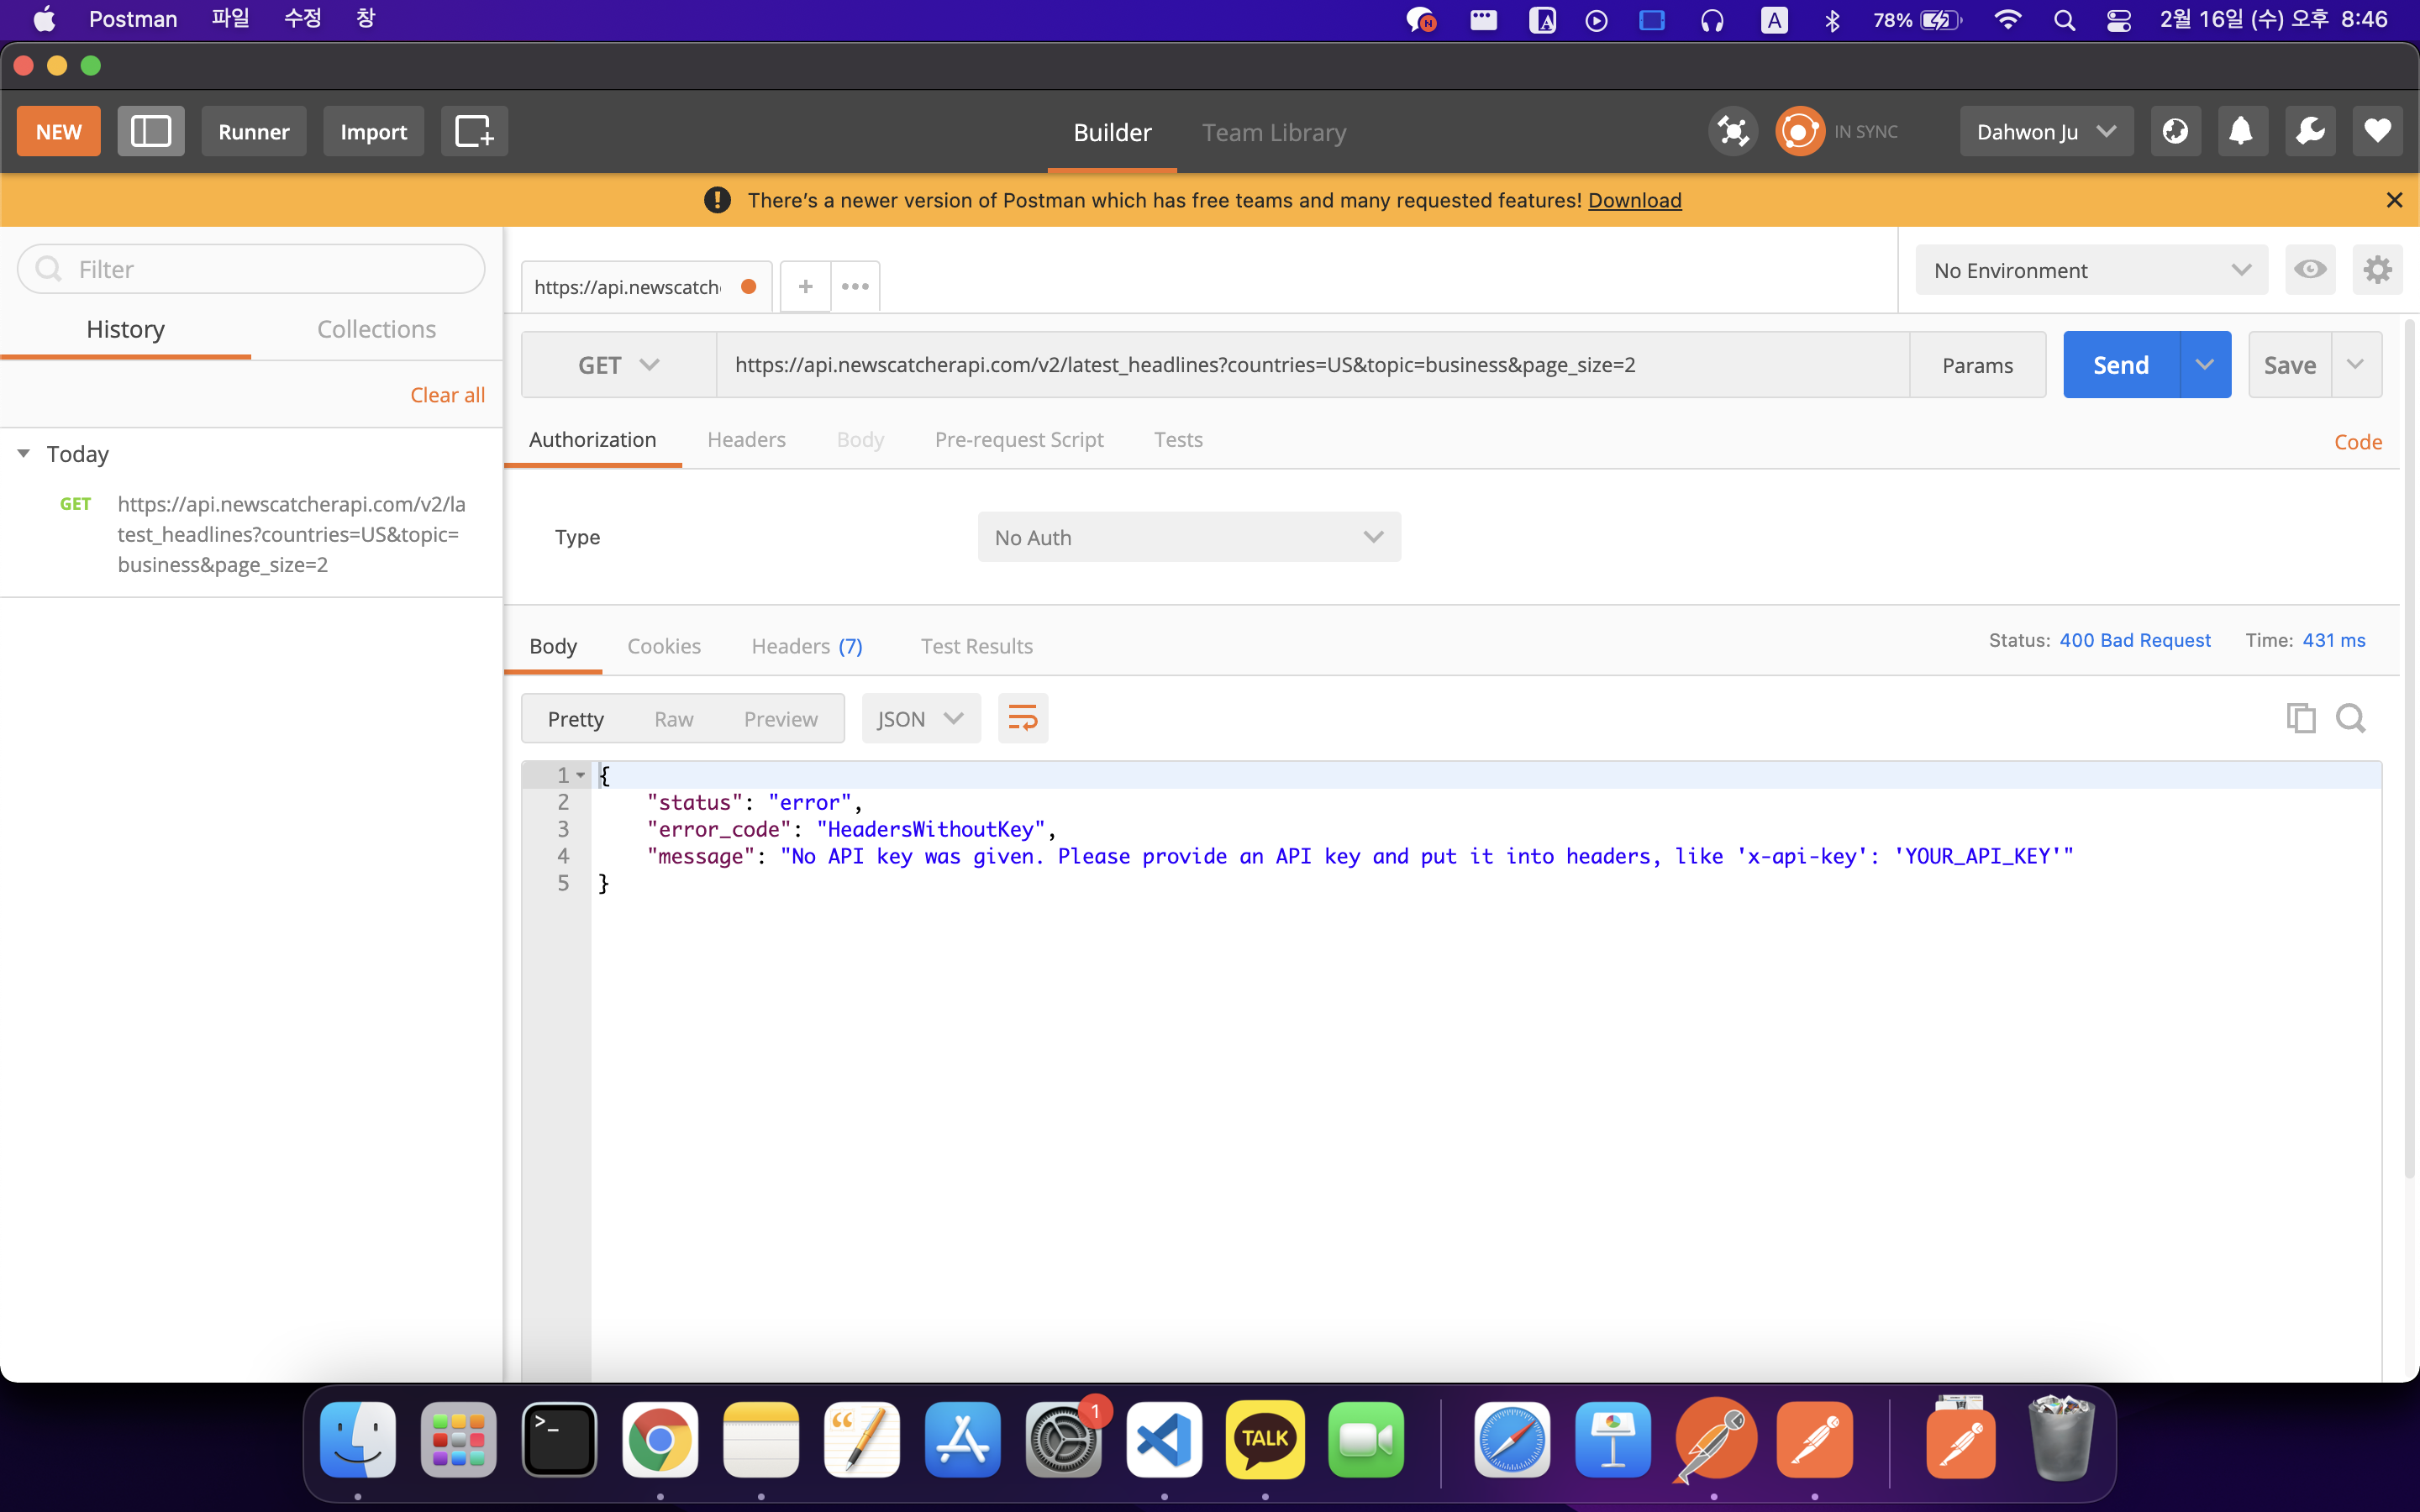 Postman 파일 수정 창 A A 78% 2월 16일 (수) 오후 8:46
NEW Runner Import Builder Team Library IN SYNC Dahwon Ju
There's a newer version of Postman which has free teams and many requested features! Download
Filter
History Collections
Clear all
Today
GET https://api.newscatcherapi.com/v2/la
test_headlines?countries=US&topic=
business&page_size=2
https://api.newscatch
No Environment
GET https://api.newscatcherapi.com/v2/latest_headlines?countries=US&topic=business&page_size=2 Params Send Save
Authorization Headers Body Pre-request Script Tests Code
Type No Auth
Body Cookies Headers (7) Test Results Status: 400 Bad Request Time: 431 ms
Pretty Raw Preview JSON
1 {
2 "status": "error",
3 "error_code": "HeadersWithoutKey",
4 "message": "No API key was given. Please provide an API key and put it into headers, like 'x-api-key': 'YOUR_API_KEY'"
5 }
1
TALK